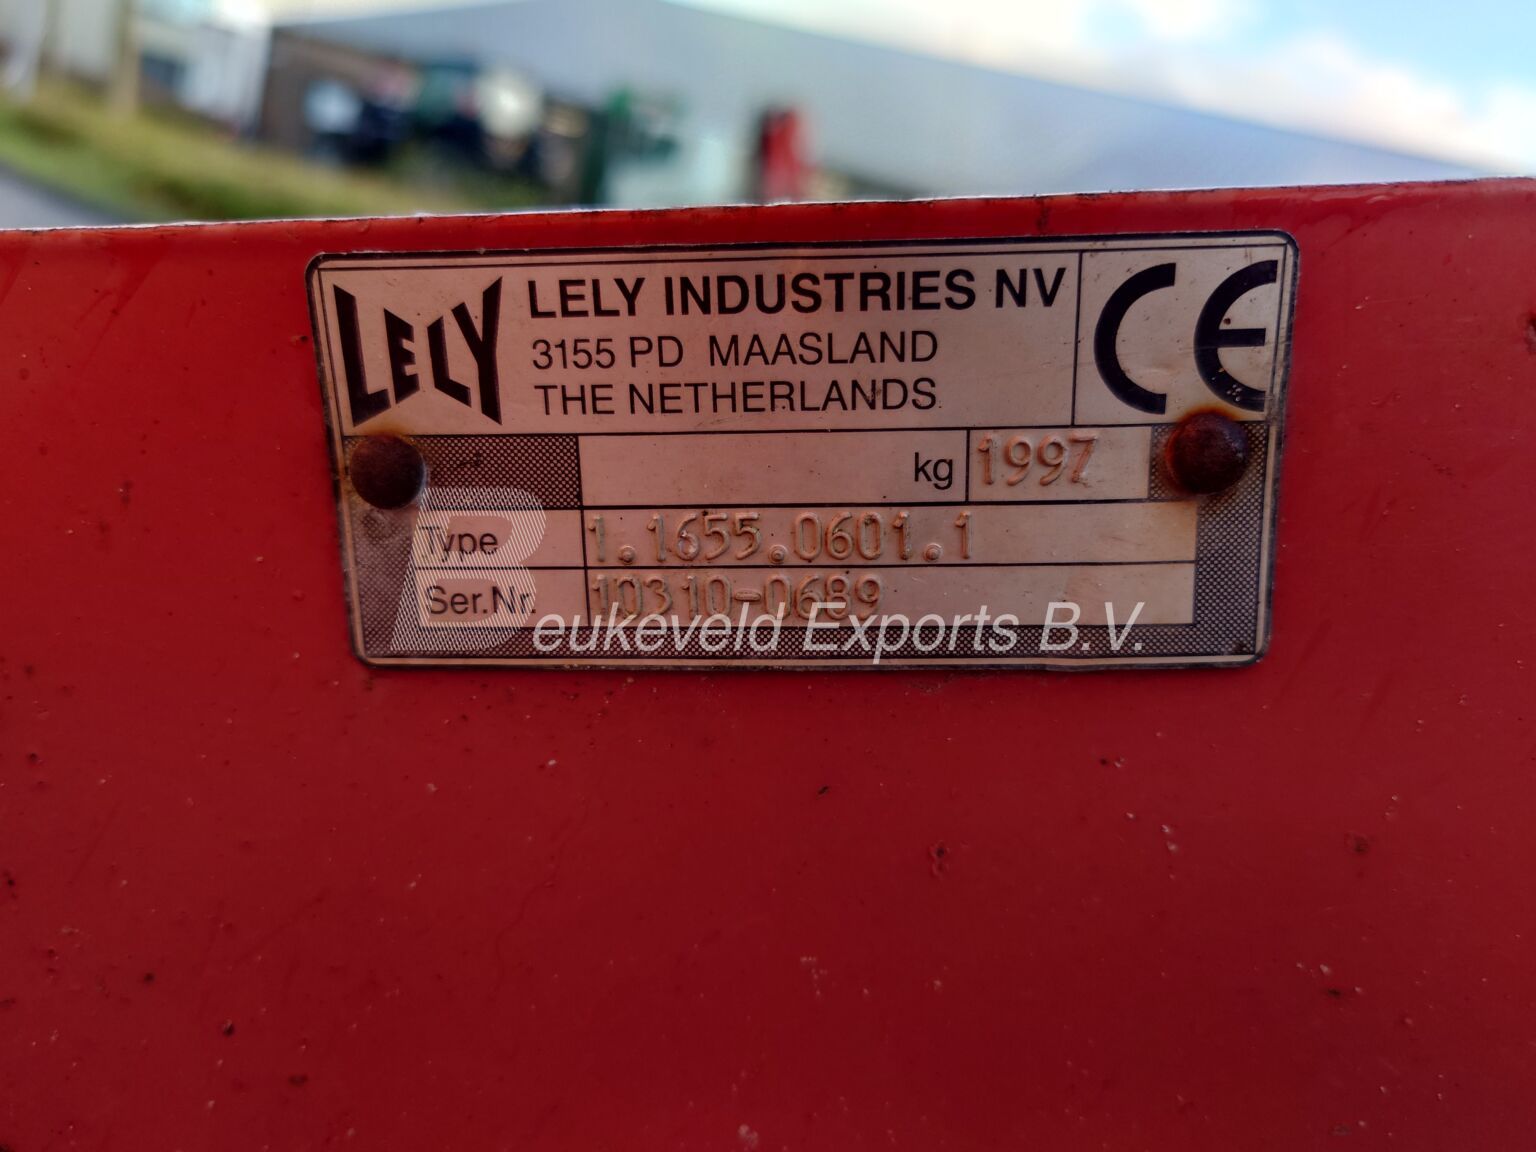 LELY
LELY INDUSTRIES NV
3155 PD MAASLAND
THE NETHERLANDS
CE
kg 1997
Type 1.1655.0601.1
Ser.Nr. 10310-0689
Beukeveld Exports B.V.